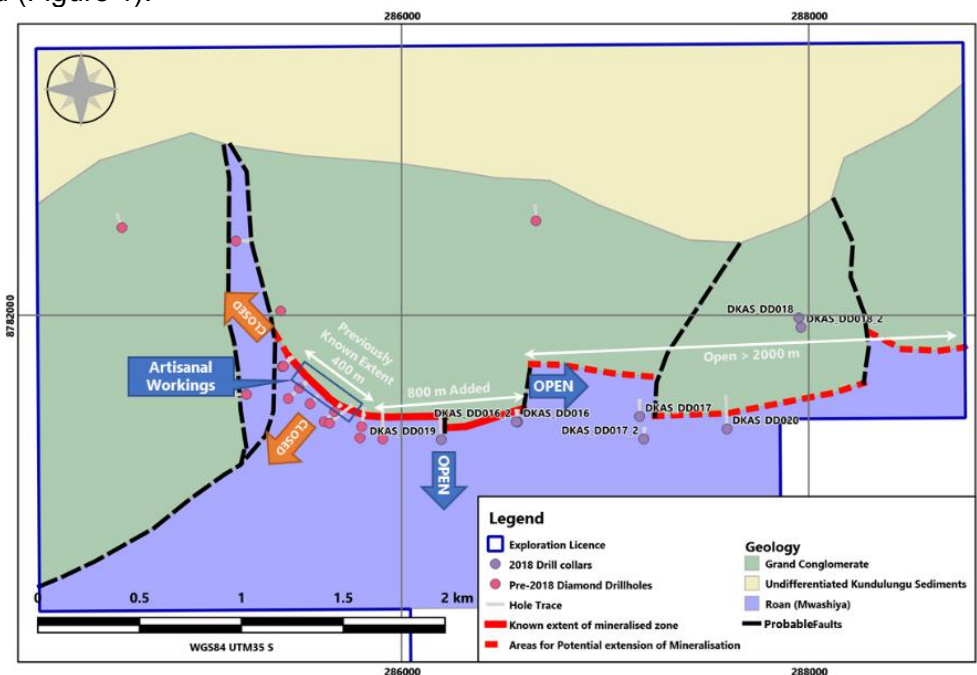 (Figure 1).
286000
288000
8782000
DKAS_DD018
DKAS_DD018_2
CLOSED
Previously
Known Extent
400 m
Open > 2000 m
Artisanal
Workings
800 m Added
OPEN
DKAS_DD016_2
DKAS_DD016
DKAS_DD017
DKAS_DD019
DKAS_DD017_2
DKAS_DD020
CLOSED
OPEN
Legend
Exploration Licence
2018 Drill collars
Pre-2018 Diamond Drillholes
Hole Trace
Known extent of mineralised zone
Areas for Potential extension of Mineralisation
Geology
Grand Conglomerate
Undifferentiated Kundulungu Sediments
Roan (Mwashiya)
ProbableFaults
0 0.5 1 1.5 2 km
WGS84 UTM35 S
286000
288000